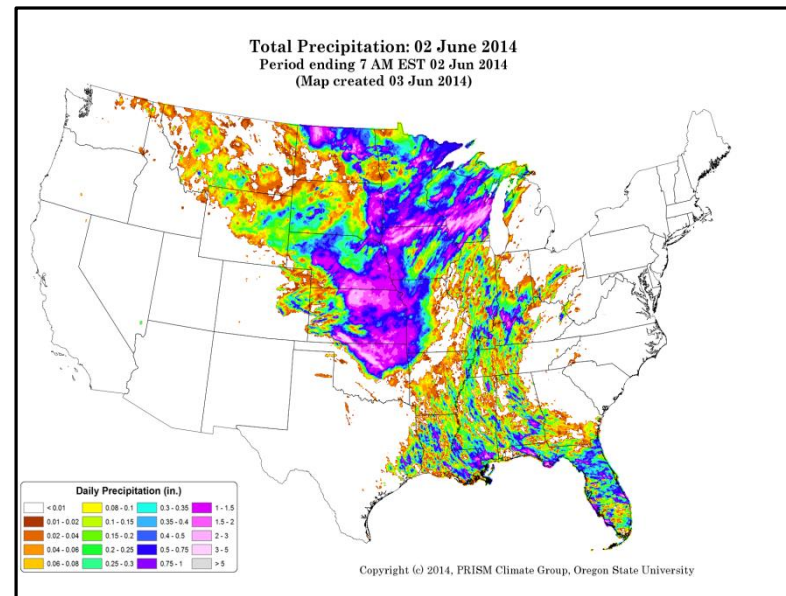 Total Precipitation: 02 June 2014
Period ending 7 AM EST 02 Jun 2014
(Map created 03 Jun 2014)
Daily Precipitation (in.)
< 0.01
0.01 - 0.02
0.02 - 0.04
0.04 - 0.06
0.06 - 0.08
0.08 - 0.1
0.1 - 0.15
0.15 - 0.2
0.2 - 0.25
0.25 - 0.3
0.3 - 0.35
0.35 - 0.4
0.4 - 0.5
0.5 - 0.75
0.75 - 1
1 - 1.5
1.5 - 2
2 - 3
3 - 5
> 5
Copyright (c) 2014, PRISM Climate Group, Oregon State University